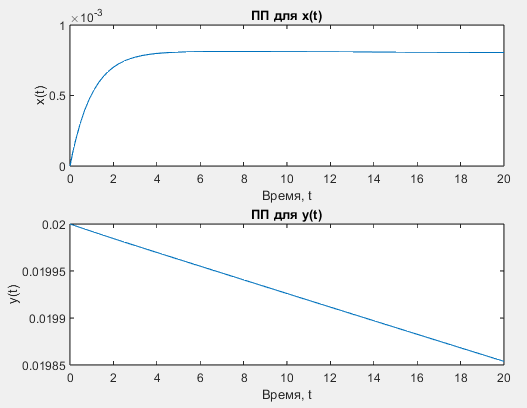 ПП для x(t)
×10⁻³
1
0.5
0
x(t)
0 2 4 6 8 10 12 14 16 18 20
Время, t
ПП для y(t)
0.02
0.01995
0.0199
0.01985
y(t)
0 2 4 6 8 10 12 14 16 18 20
Время, t